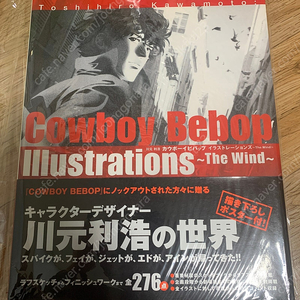 Toshihiro Kawamoto:
Cowboy Bebop
カウボーイビバップ イラストレーションズ
Illustrations
~The Wind~
[COWBOY BEBOP]にノックアウトされた方々に贈る
キャラクターデザイナー
川元利浩の世界
描き下ろし
ポスター付き!
スパイクが、フェイが、ジェットが、エドが、アインが帰ってきた!!
ラフスケッチからフィニッシュワークまで 全276点